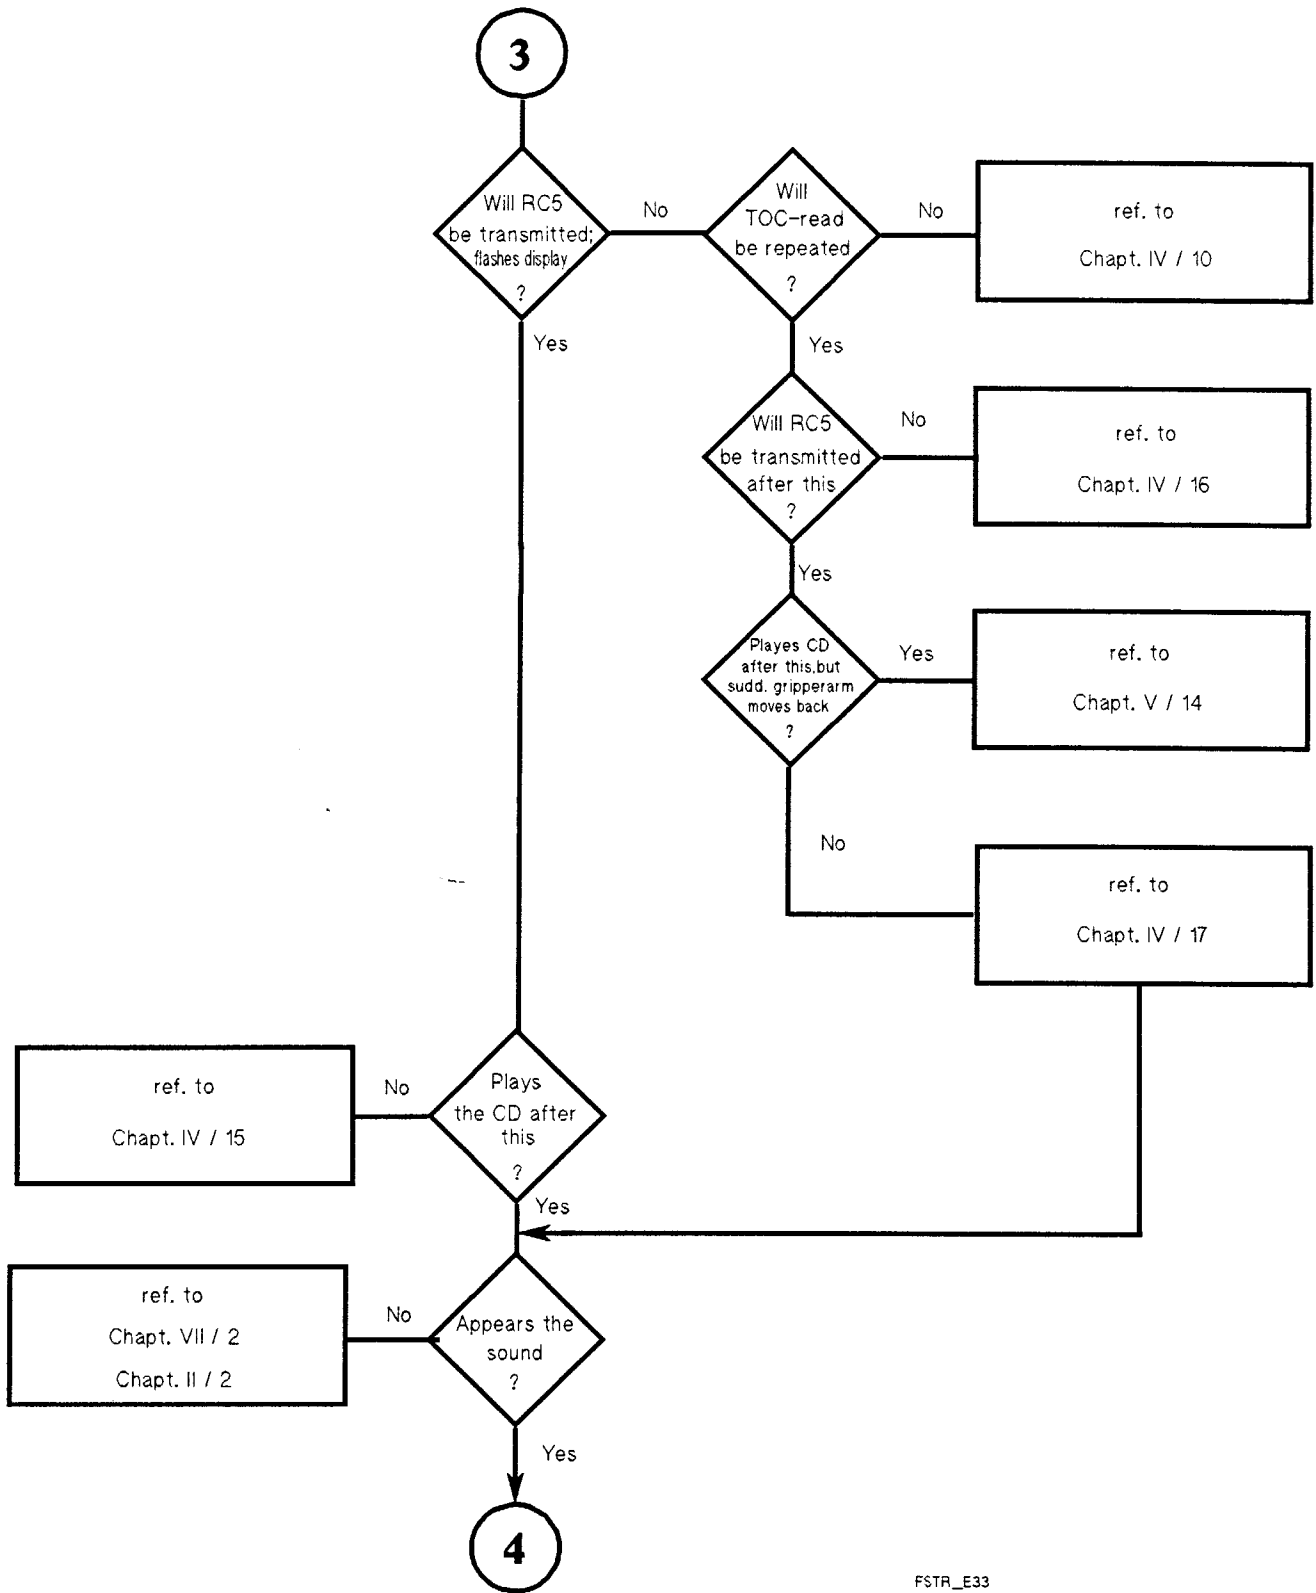 3
Will RC5
be transmitted;
flashes display
?
No
Will
TOC-read
be repeated
?
No
ref. to
Chapt. IV / 10
Yes
Yes
Will RC5
be transmitted
after this
?
No
ref. to
Chapt. IV / 16
Yes
Playes CD
after this,but
sudd. gripperarm
moves back
?
Yes
ref. to
Chapt. V / 14
No
ref. to
Chapt. IV / 17
Plays
the CD after
this
?
No
ref. to
Chapt. IV / 15
Yes
Appears the
sound
?
No
ref. to
Chapt. VII / 2
Chapt. II / 2
Yes
4
FSTR_E33